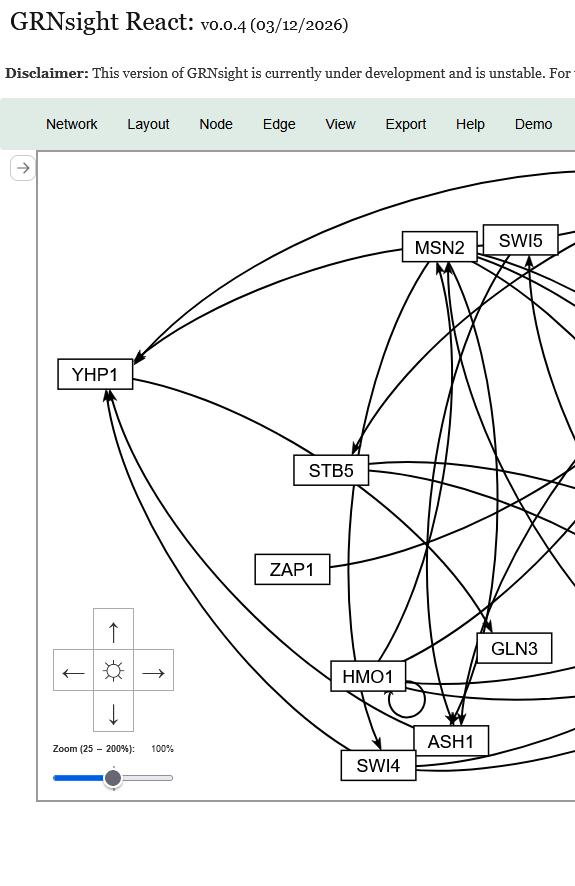 GRNsight React: v0.0.4 (03/12/2026)
Disclaimer: This version of GRNsight is currently under development and is unstable. For
Network Layout Node Edge View Export Help Demo
MSN2
SWI5
YHP1
STB5
ZAP1
GLN3
HMO1
ASH1
SWI4
Zoom (25 – 200%): 100%